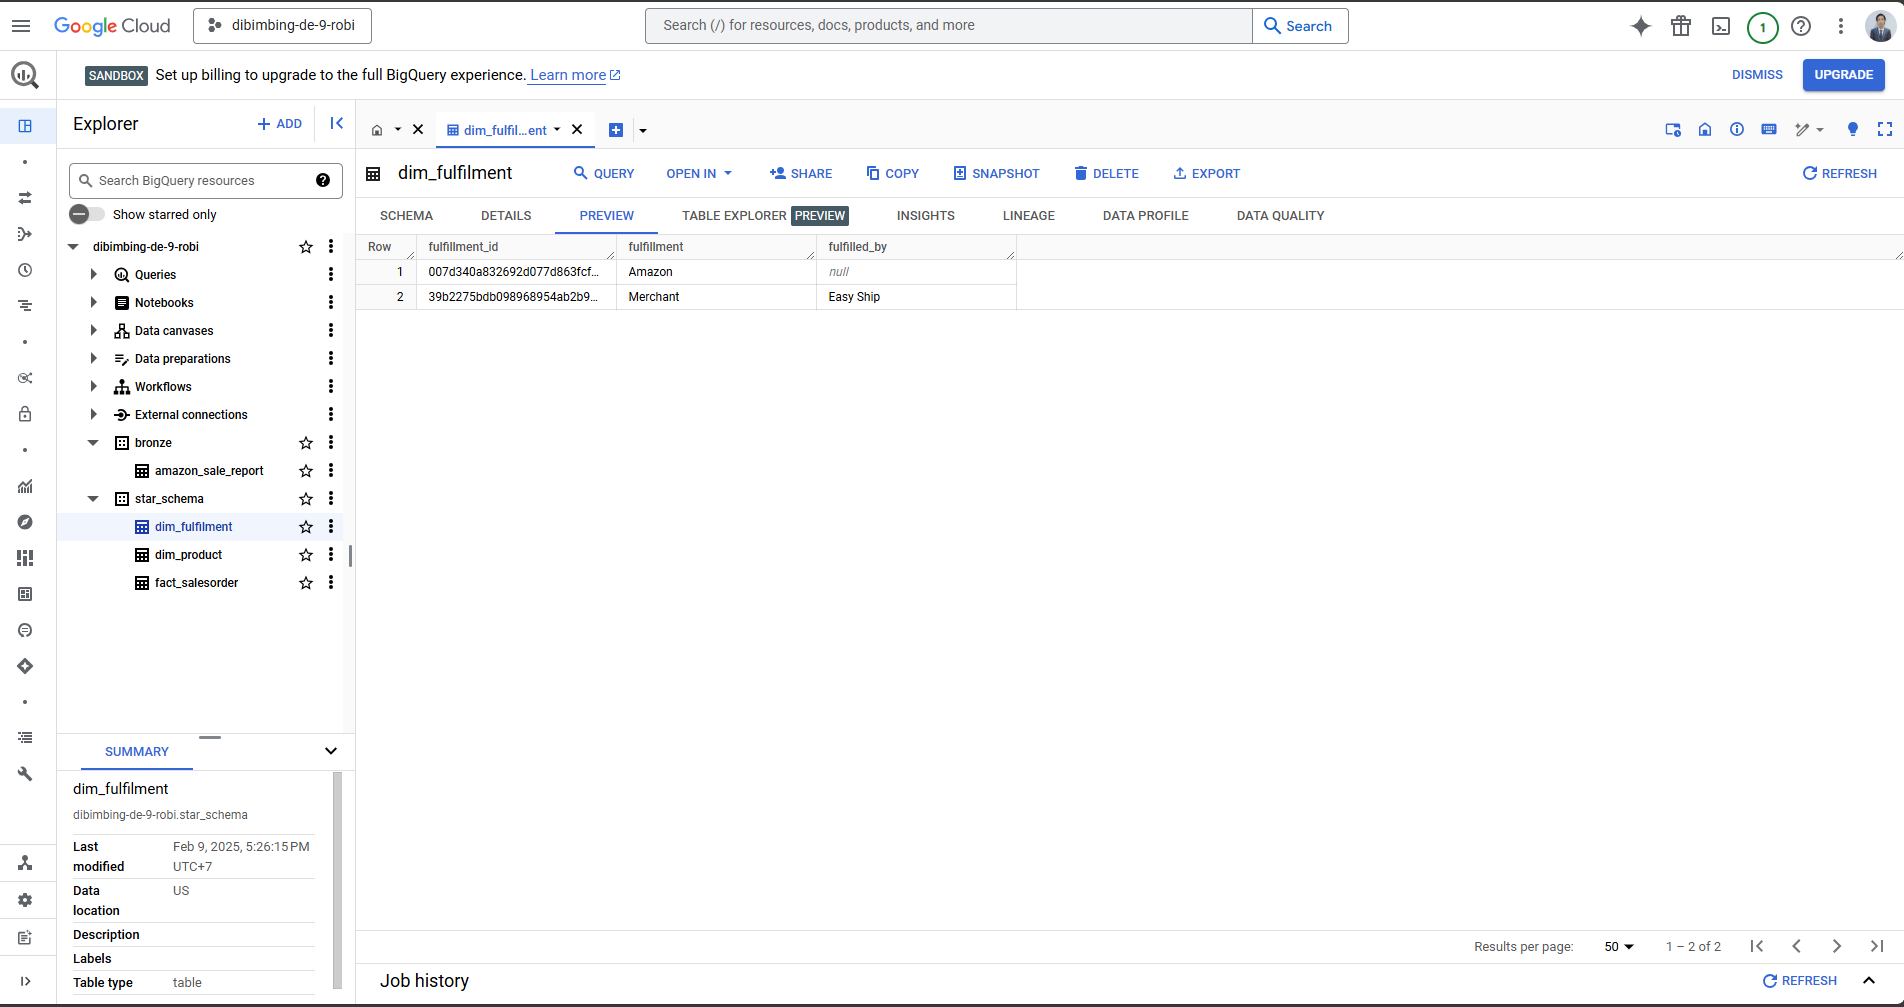 Google Cloud
dibimbing-de-9-robi
Search (/) for resources, docs, products, and more
Search
1
SANDBOX Set up billing to upgrade to the full BigQuery experience. Learn more
DISMISS
UPGRADE
Explorer
+ ADD
Search BigQuery resources
Show starred only
dibimbing-de-9-robi
Queries
Notebooks
Data canvases
Data preparations
Workflows
External connections
bronze
amazon_sale_report
star_schema
dim_fulfilment
dim_product
fact_salesorder
SUMMARY
dim_fulfilment
dibimbing-de-9-robi.star_schema
Last modified Feb 9, 2025, 5:26:15 PM UTC+7
Data location US
Description
Labels
Table type table
dim_fulfil...ent
dim_fulfilment
QUERY
OPEN IN
SHARE
COPY
SNAPSHOT
DELETE
EXPORT
REFRESH
SCHEMA DETAILS PREVIEW TABLE EXPLORER PREVIEW INSIGHTS LINEAGE DATA PROFILE DATA QUALITY
Row fulfillment_id fulfillment fulfilled_by
1 007d340a832692d077d863fcf... Amazon null
2 39b2275bdb098968954ab2b9... Merchant Easy Ship
Results per page: 50 1 – 2 of 2
Job history
REFRESH